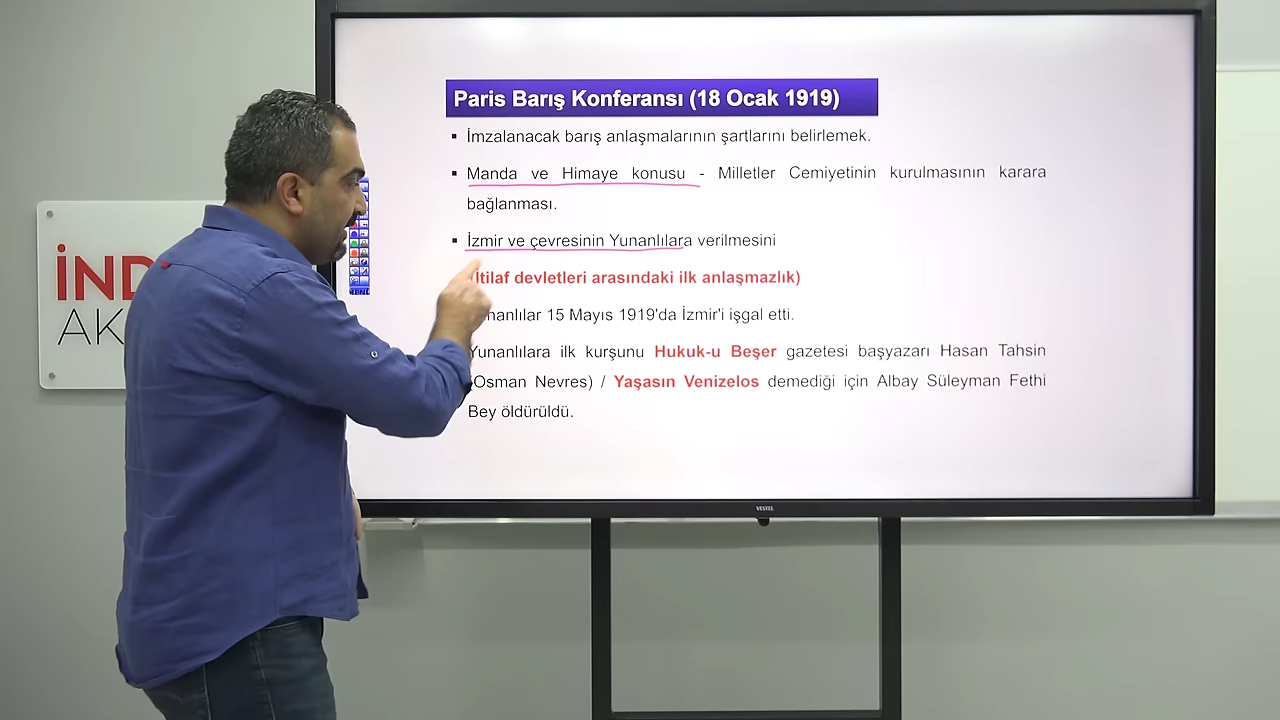 Paris Barış Konferansı (18 Ocak 1919)
İmzalanacak barış anlaşmalarının şartlarını belirlemek.
Manda ve Himaye konusu - Milletler Cemiyetinin kurulmasının karara
bağlanması.
İzmir ve çevresinin Yunanlılara verilmesini
İtilaf devletleri arasındaki ilk anlaşmazlık)
15 Mayıs 1919'da İzmir'i işgal etti.
Yunanlılara ilk kurşunu Hukuk-u Beşer gazetesi başyazarı Hasan Tahsin
(Osman Nevres) / Yaşasın Venizelos demediği için Albay Süleyman Fethi
Bey öldürüldü.
VESTEL